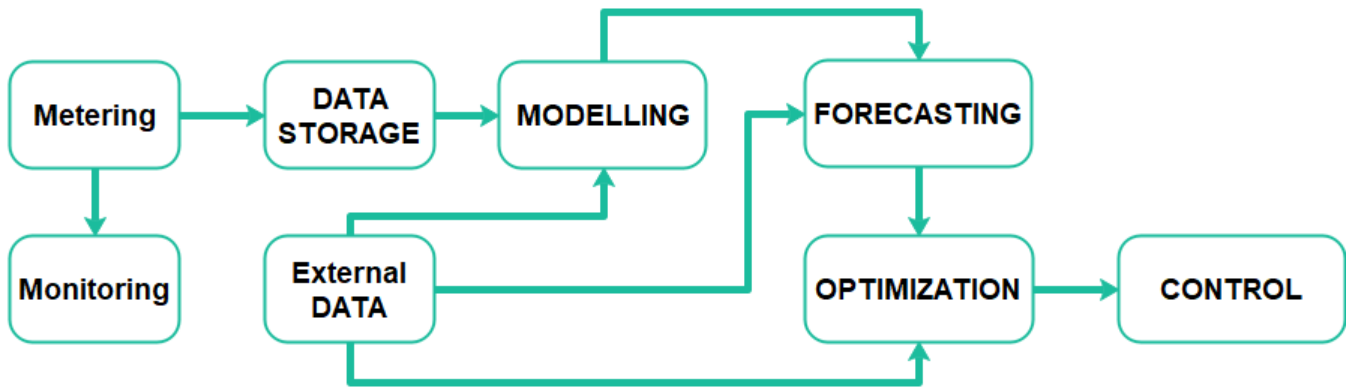 Metering
DATA
STORAGE
MODELLING
FORECASTING
Monitoring
External
DATA
OPTIMIZATION
CONTROL